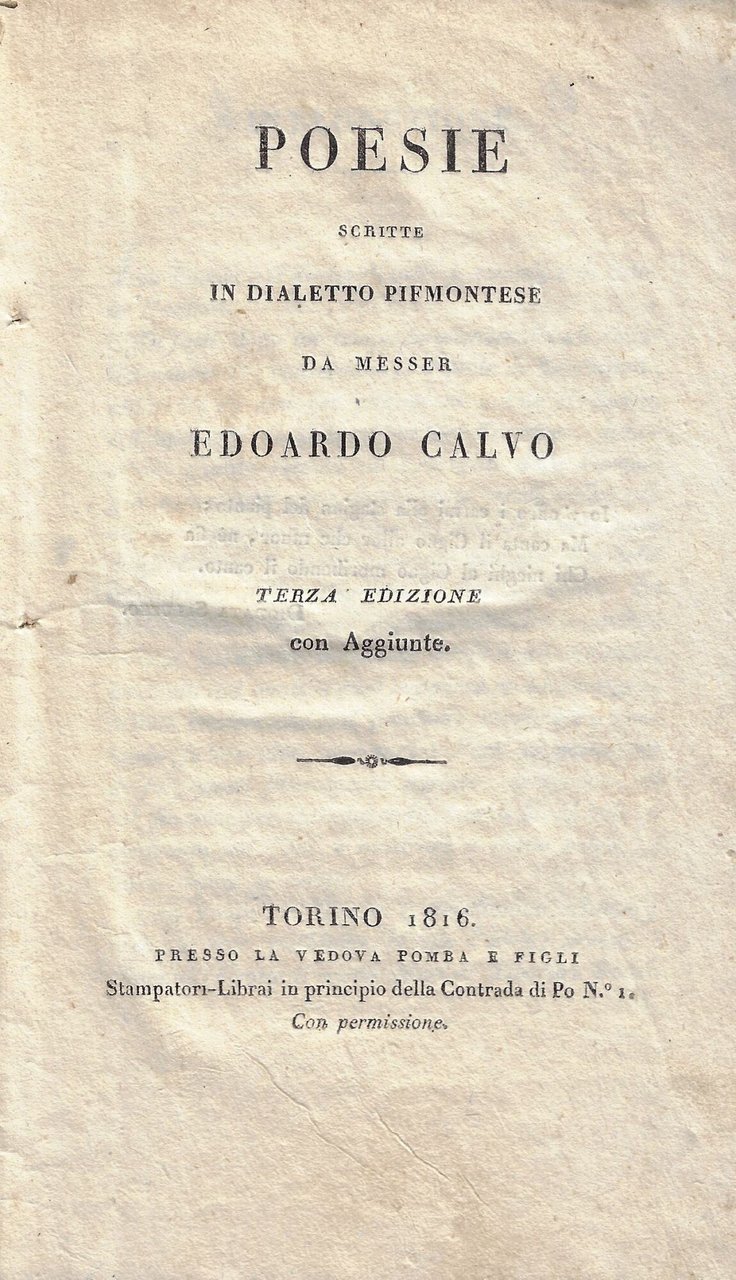 POESIE
SCRITTE
IN DIALETTO PIEMONTESE
DA MESSER
EDOARDO CALVO
TERZA EDIZIONE
con Aggiunte.
TORINO 1816.
PRESSO LA VEDOVA POMBA E FIGLI
Stampatori-Librai in principio della Contrada di Po N.º 1.
Con permissione.